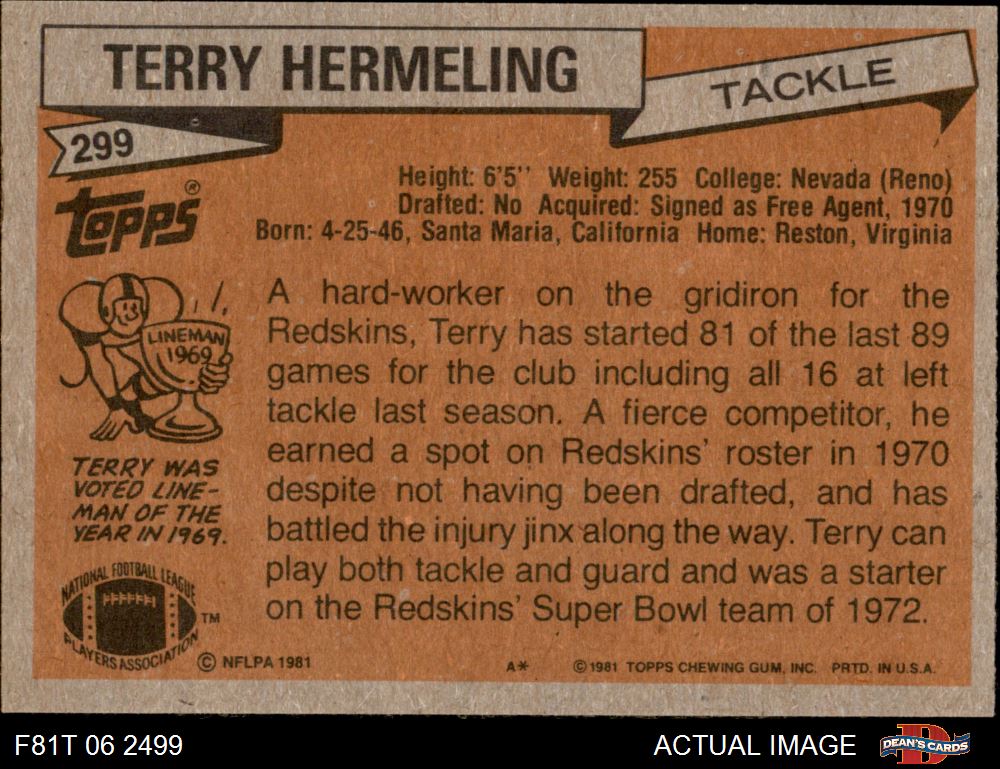 TERRY HERMELING
TACKLE
299
TOPPS®
Height: 6'5'' Weight: 255 College: Nevada (Reno)
Drafted: No Acquired: Signed as Free Agent, 1970
Born: 4-25-46, Santa Maria, California Home: Reston, Virginia
LINEMAN
1969
TERRY WAS
VOTED LINE-
MAN OF THE
YEAR IN 1969.
A hard-worker on the gridiron for the
Redskins, Terry has started 81 of the last 89
games for the club including all 16 at left
tackle last season. A fierce competitor, he
earned a spot on Redskins' roster in 1970
despite not having been drafted, and has
battled the injury jinx along the way. Terry can
play both tackle and guard and was a starter
on the Redskins' Super Bowl team of 1972.
NATIONAL FOOTBALL LEAGUE
PLAYERS ASSOCIATION
TM
© NFLPA 1981
A*
© 1981 TOPPS CHEWING GUM, INC. PRTD. IN U.S.A.
F81T 06 2499
ACTUAL IMAGE
DEAN'S CARDS